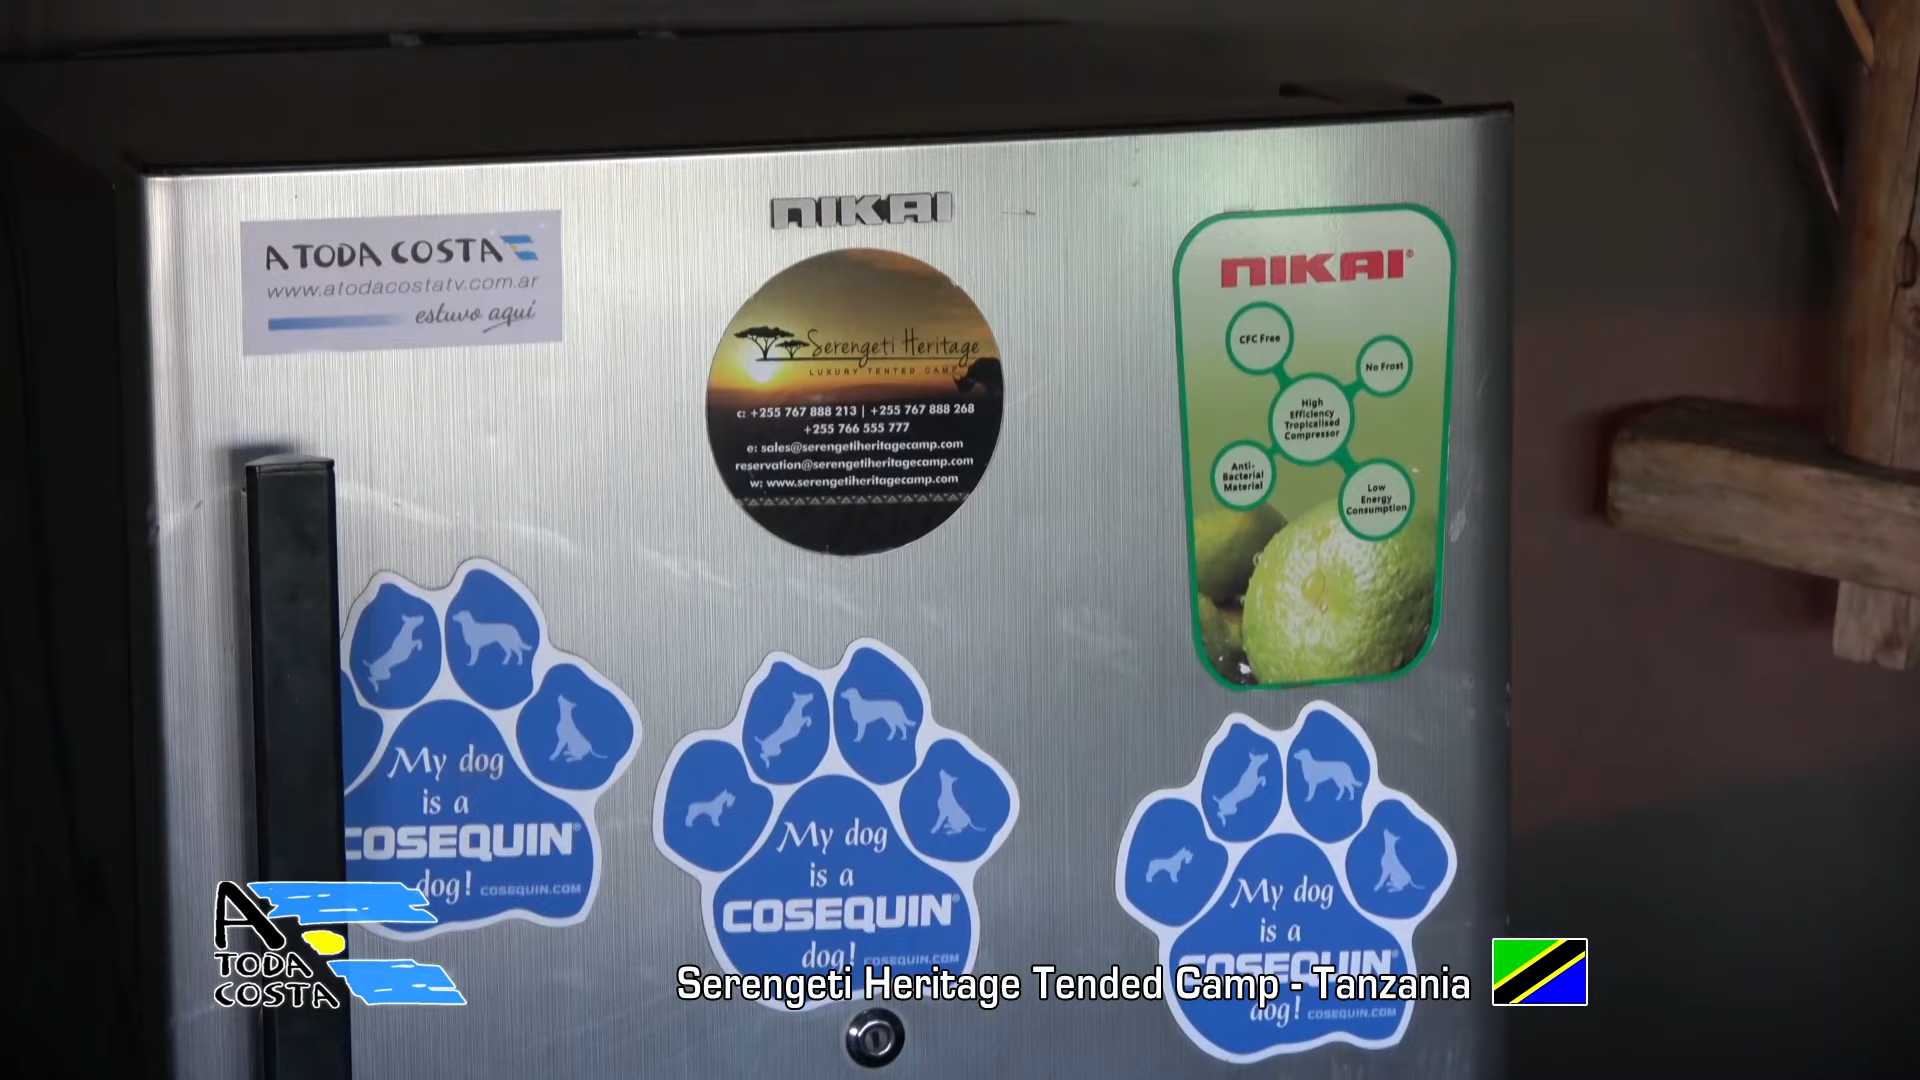 A TODA COSTA
www.atodacostatv.com.ar
estuvo aquí
NIKAI
Serengeti Heritage
LUXURY TENTED CAMP
c: +255 767 888 213 | +255 767 888 268
+255 766 555 777
e: sales@serengetiheritagecamp.com
reservation@serengetiheritagecamp.com
w: www.serengetiheritagecamp.com
NIKAI®
CFC Free
No Frost
High
Efficiency
Tropicalised
Compressor
Anti-
Bacterial
Material
Low
Energy
Consumption
My dog
is a
COSEQUIN®
dog! COSEQUIN.COM
My dog
is a
COSEQUIN®
dog! COSEQUIN.COM
My dog
is a
COSEQUIN®
dog! COSEQUIN.COM
A
TODA
COSTA
Serengeti Heritage Tended Camp - Tanzania